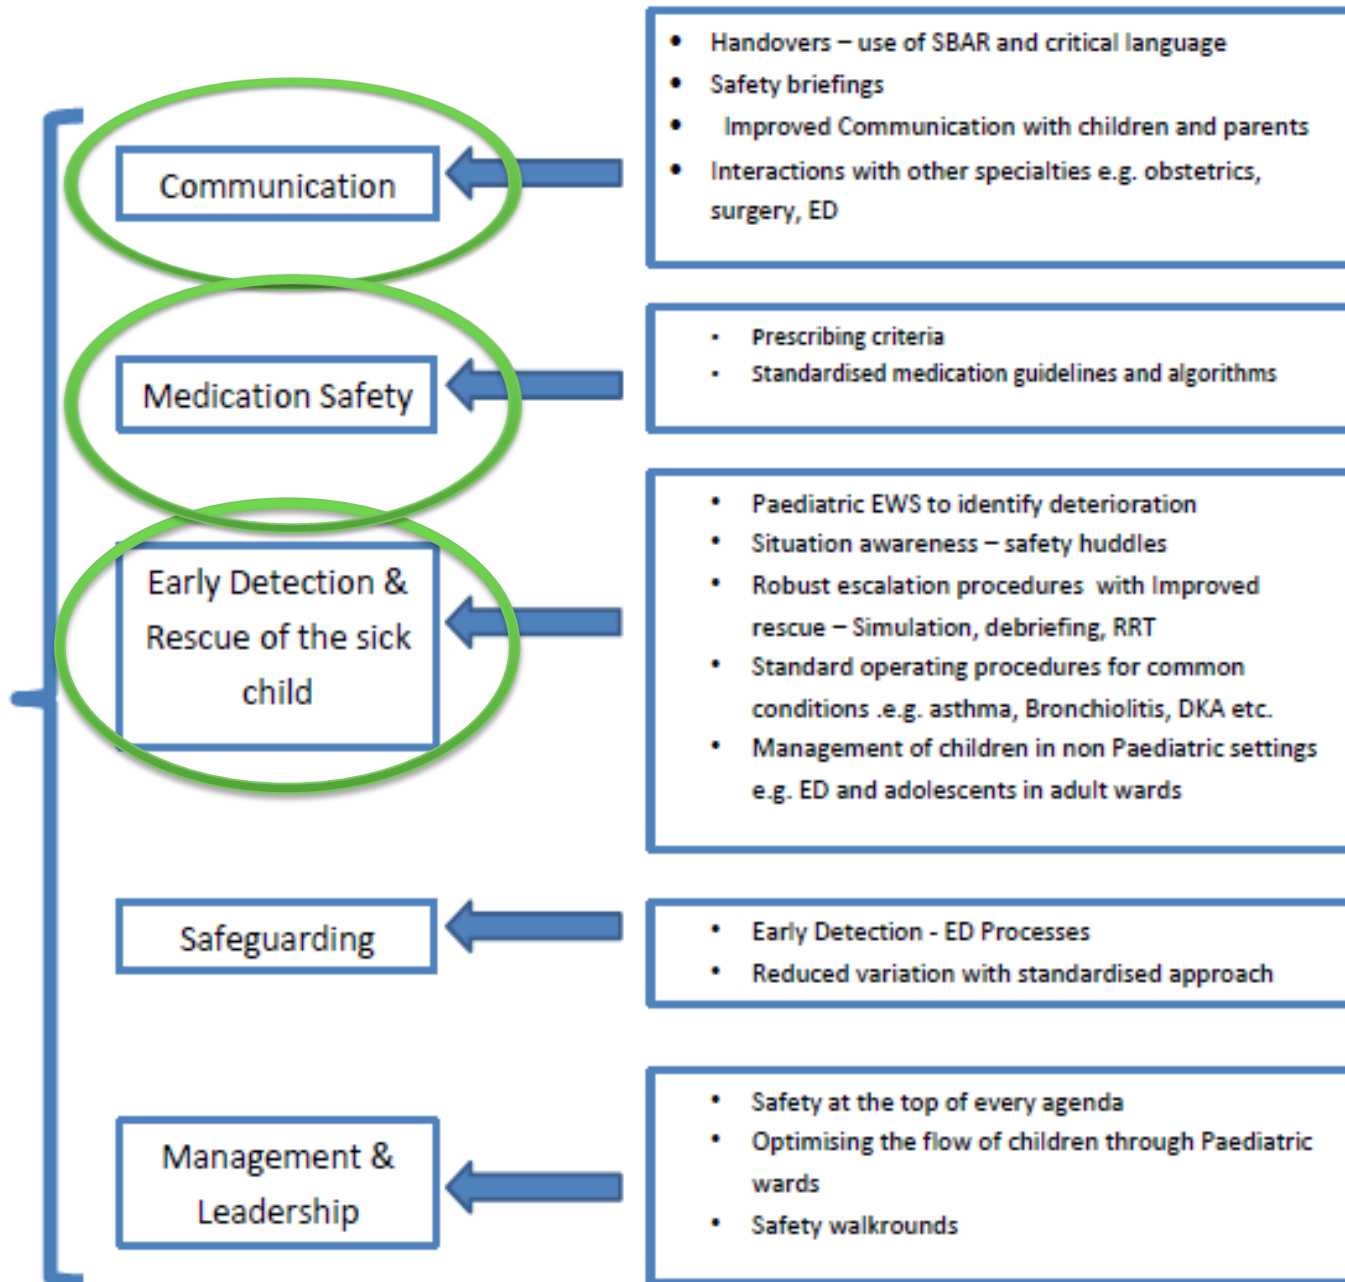 Communication
• Handovers – use of SBAR and critical language
• Safety briefings
• Improved Communication with children and parents
• Interactions with other specialties e.g. obstetrics,
surgery, ED
Medication Safety
• Prescribing criteria
• Standardised medication guidelines and algorithms
Early Detection &
Rescue of the sick
child
• Paediatric EWS to identify deterioration
• Situation awareness – safety huddles
• Robust escalation procedures with Improved
rescue – Simulation, debriefing, RRT
• Standard operating procedures for common
conditions .e.g. asthma, Bronchiolitis, DKA etc.
• Management of children in non Paediatric settings
e.g. ED and adolescents in adult wards
Safeguarding
• Early Detection - ED Processes
• Reduced variation with standardised approach
Management &
Leadership
• Safety at the top of every agenda
• Optimising the flow of children through Paediatric
wards
• Safety walkrounds